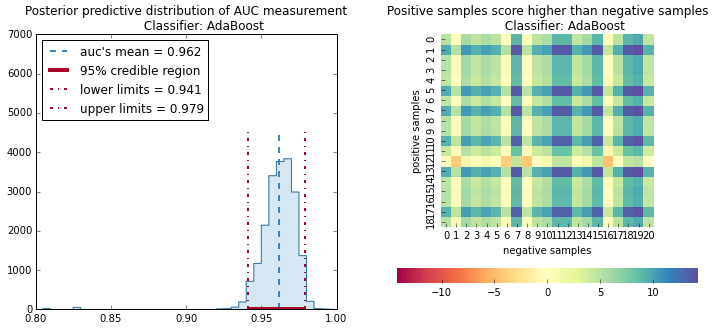 Posterior predictive distribution of AUC measurement
Classifier: AdaBoost
7000
6000
5000
4000
3000
2000
1000
0
0.80 0.85 0.90 0.95 1.00
auc's mean = 0.962
95% credible region
lower limits = 0.941
upper limits = 0.979
Positive samples score higher than negative samples
Classifier: AdaBoost
positive samples
0
1
2
3
4
5
6
7
8
9
10
11
12
13
14
15
16
17
18
0 1 2 3 4 5 6 7 8 9 10 11 12 13 14 15 16 17 18 19 20
negative samples
−10 −5 0 5 10